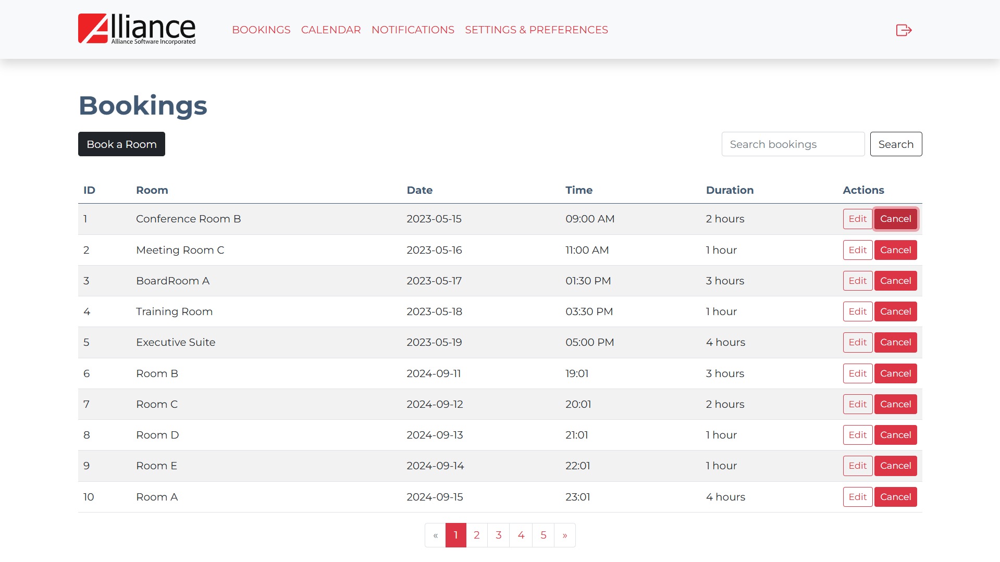 Alliance
Alliance Software Incorporated
BOOKINGS CALENDAR NOTIFICATIONS SETTINGS & PREFERENCES
Bookings
Book a Room Search bookings Search
ID Room Date Time Duration Actions
1 Conference Room B 2023-05-15 09:00 AM 2 hours Edit Cancel
2 Meeting Room C 2023-05-16 11:00 AM 1 hour Edit Cancel
3 BoardRoom A 2023-05-17 01:30 PM 3 hours Edit Cancel
4 Training Room 2023-05-18 03:30 PM 1 hour Edit Cancel
5 Executive Suite 2023-05-19 05:00 PM 4 hours Edit Cancel
6 Room B 2024-09-11 19:01 3 hours Edit Cancel
7 Room C 2024-09-12 20:01 2 hours Edit Cancel
8 Room D 2024-09-13 21:01 1 hour Edit Cancel
9 Room E 2024-09-14 22:01 1 hour Edit Cancel
10 Room A 2024-09-15 23:01 4 hours Edit Cancel
« 1 2 3 4 5 »